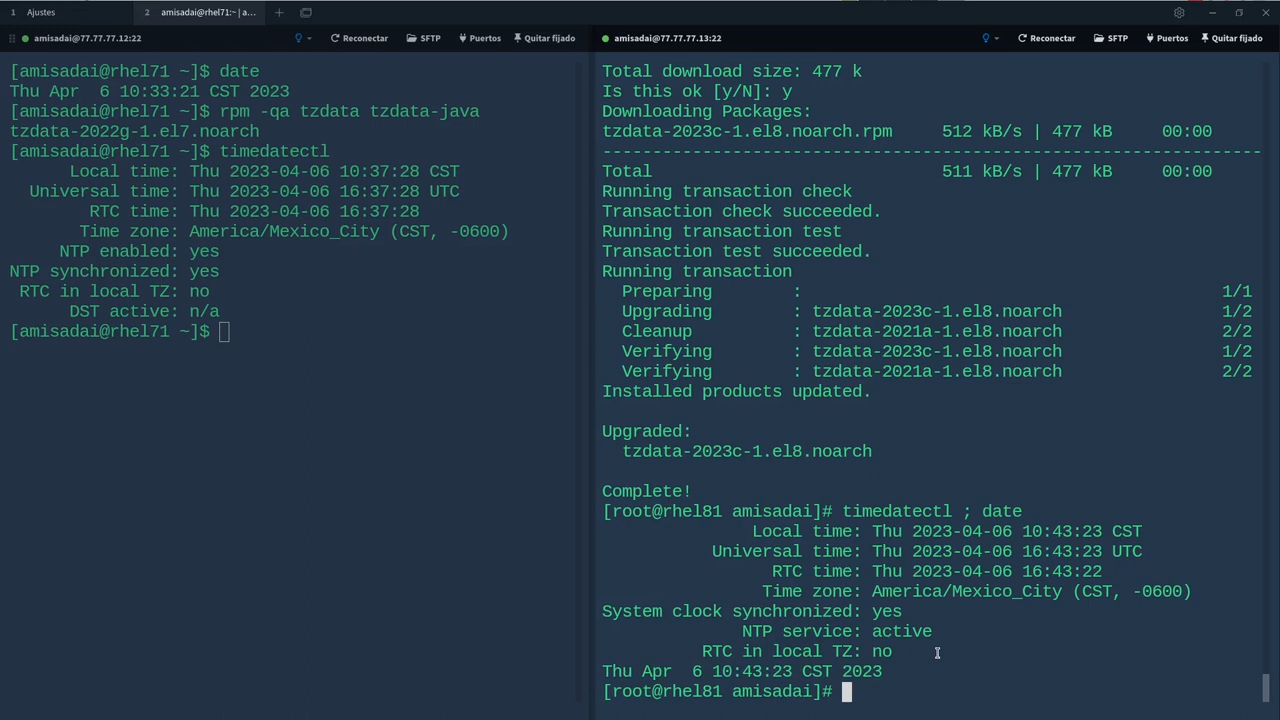 1 Ajustes
2 amisadai@rhel71:~ | a...
amisadai@77.77.77.12:22
Reconectar
SFTP
Puertos
Quitar fijado
[amisadai@rhel71 ~]$ date
Thu Apr  6 10:33:21 CST 2023
[amisadai@rhel71 ~]$ rpm -qa tzdata tzdata-java
tzdata-2022g-1.el7.noarch
[amisadai@rhel71 ~]$ timedatectl
Local time: Thu 2023-04-06 10:37:28 CST
Universal time: Thu 2023-04-06 16:37:28 UTC
RTC time: Thu 2023-04-06 16:37:28
Time zone: America/Mexico_City (CST, -0600)
NTP enabled: yes
NTP synchronized: yes
RTC in local TZ: no
DST active: n/a
[amisadai@rhel71 ~]$
amisadai@77.77.77.13:22
Reconectar
SFTP
Puertos
Quitar fijado
Total download size: 477 k
Is this ok [y/N]: y
Downloading Packages:
tzdata-2023c-1.el8.noarch.rpm     512 kB/s | 477 kB     00:00
--------------------------------------------------------------------------------
Total     511 kB/s | 477 kB     00:00
Running transaction check
Transaction check succeeded.
Running transaction test
Transaction test succeeded.
Running transaction
Preparing        :     1/1
Upgrading        : tzdata-2023c-1.el8.noarch     1/2
Cleanup          : tzdata-2021a-1.el8.noarch     2/2
Verifying        : tzdata-2023c-1.el8.noarch     1/2
Verifying        : tzdata-2021a-1.el8.noarch     2/2
Installed products updated.
Upgraded:
tzdata-2023c-1.el8.noarch
Complete!
[root@rhel81 amisadai]# timedatectl ; date
Local time: Thu 2023-04-06 10:43:23 CST
Universal time: Thu 2023-04-06 16:43:23 UTC
RTC time: Thu 2023-04-06 16:43:22
Time zone: America/Mexico_City (CST, -0600)
System clock synchronized: yes
NTP service: active
RTC in local TZ: no
Thu Apr  6 10:43:23 CST 2023
[root@rhel81 amisadai]#